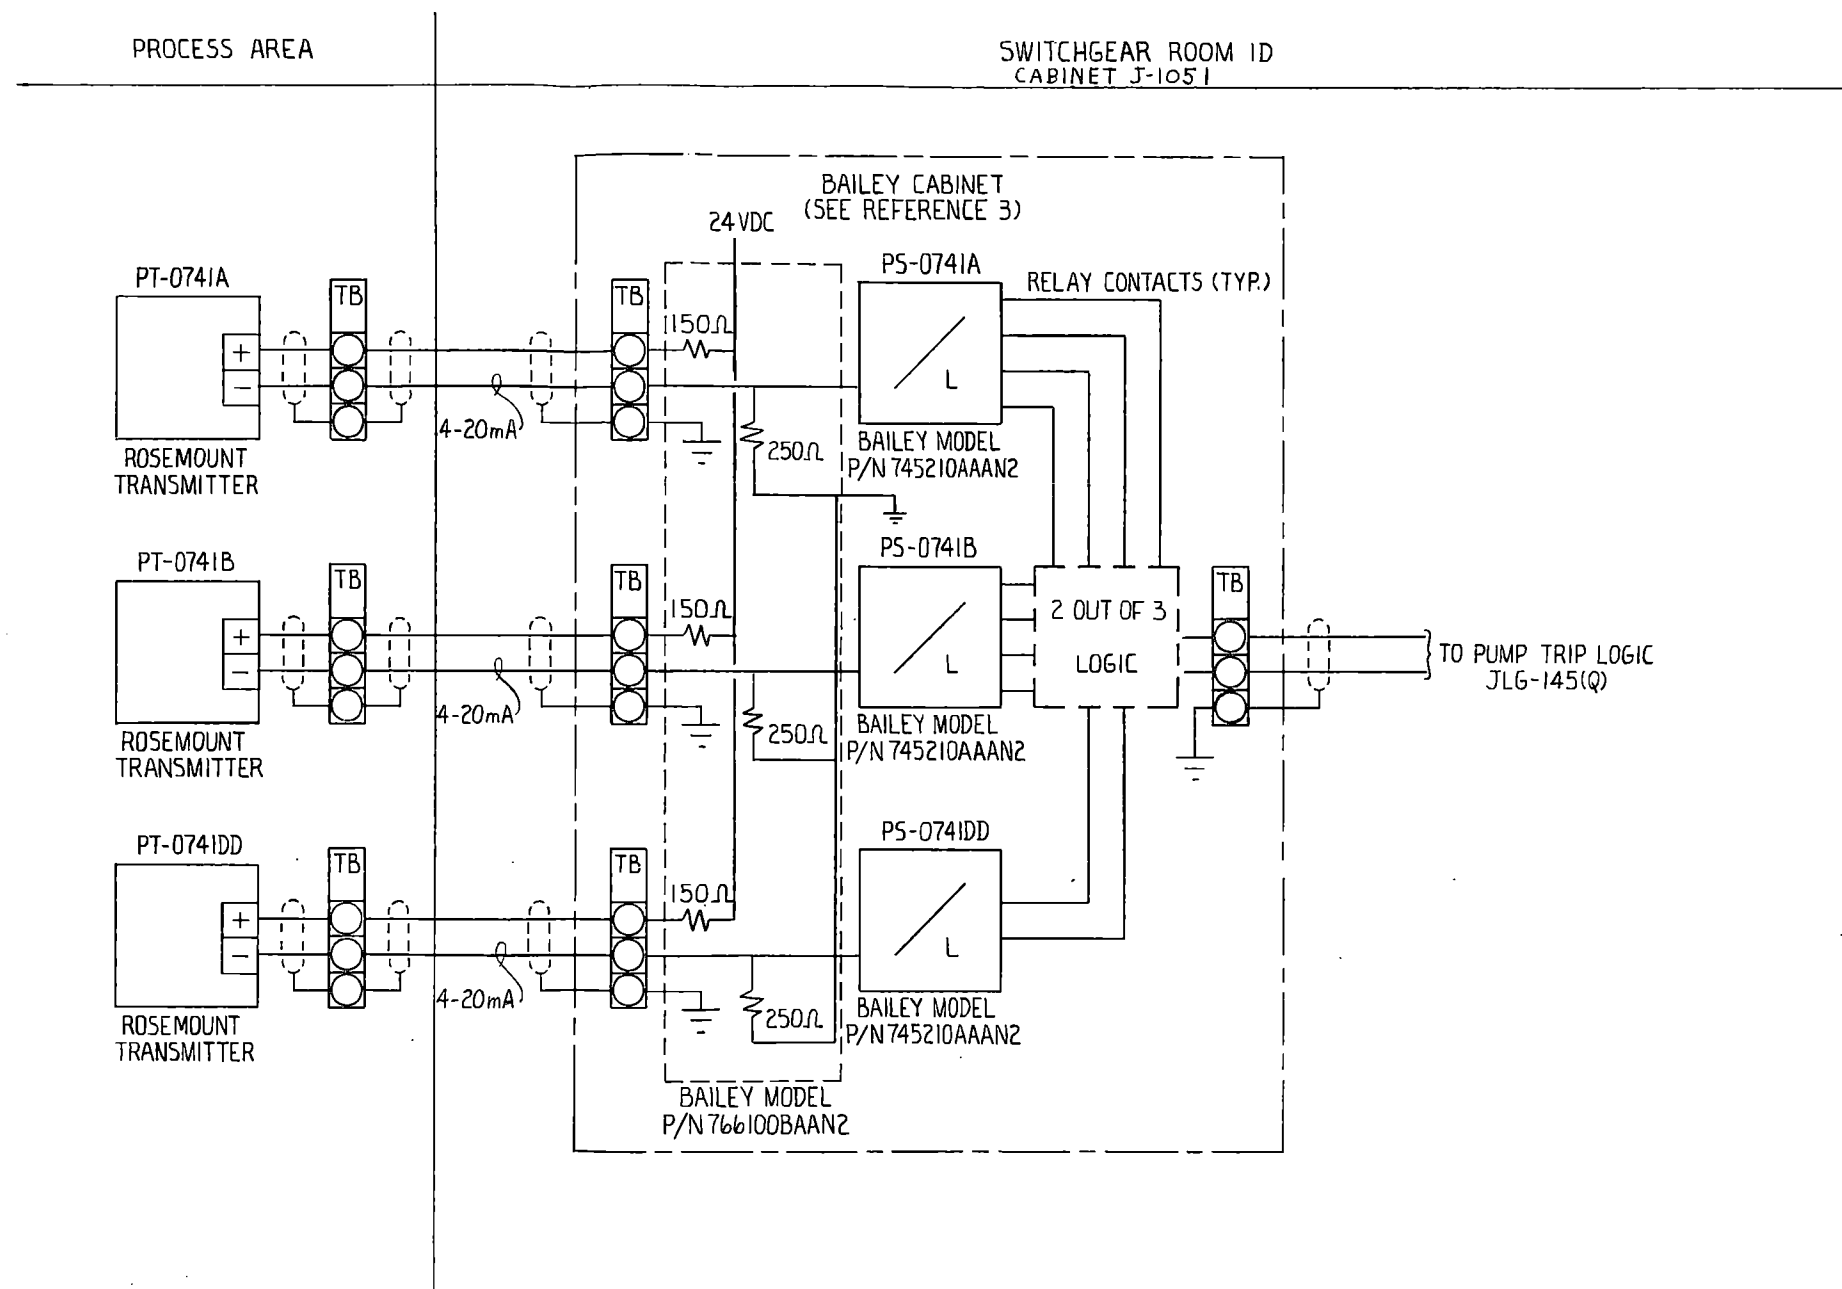 PROCESS AREA
SWITCHGEAR ROOM 1D
CABINET J-1051
BAILEY CABINET
(SEE REFERENCE 3)
24 VDC
PT-0741A
TB
+
−
ROSEMOUNT
TRANSMITTER
4-20mA
TB
150Ω
250Ω
PS-0741A
L
BAILEY MODEL
P/N 745210AAAN2
RELAY CONTACTS (TYP.)
PT-0741B
TB
+
−
ROSEMOUNT
TRANSMITTER
4-20mA
TB
150Ω
250Ω
PS-0741B
L
BAILEY MODEL
P/N 745210AAAN2
2 OUT OF 3
LOGIC
TB
TO PUMP TRIP LOGIC
JLG-145(Q)
PT-0741DD
TB
+
−
ROSEMOUNT
TRANSMITTER
4-20mA
TB
150Ω
250Ω
PS-0741DD
L
BAILEY MODEL
P/N 745210AAAN2
BAILEY MODEL
P/N 766100BAAN2